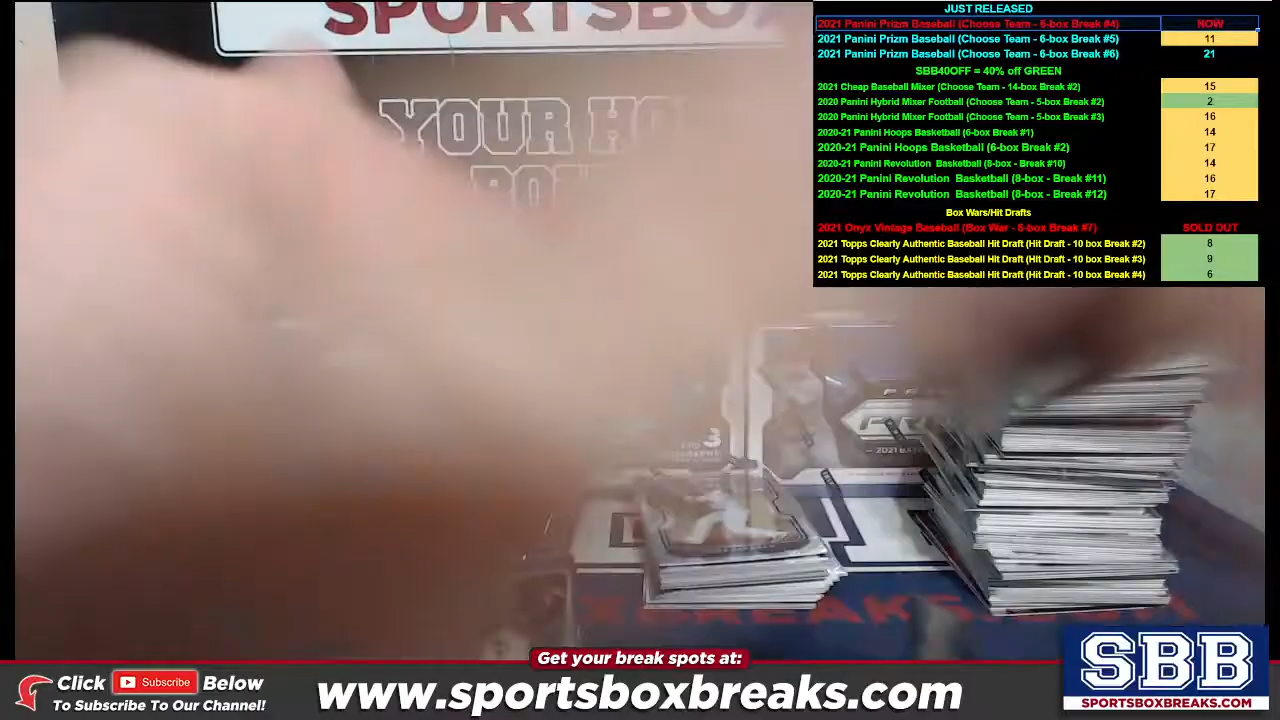 SPORTSBO
YOUR HO
JUST RELEASED
2021 Panini Prizm Baseball (Choose Team - 6-box Break #4) NOW
2021 Panini Prizm Baseball (Choose Team - 6-box Break #5) 11
2021 Panini Prizm Baseball (Choose Team - 6-box Break #6) 21
SBB40OFF = 40% off GREEN
2021 Cheap Baseball Mixer (Choose Team - 14-box Break #2) 15
2020 Panini Hybrid Mixer Football (Choose Team - 5-box Break #2) 2
2020 Panini Hybrid Mixer Football (Choose Team - 5-box Break #3) 16
2020-21 Panini Hoops Basketball (6-box Break #1) 14
2020-21 Panini Hoops Basketball (6-box Break #2) 17
2020-21 Panini Revolution Basketball (8-box - Break #10) 14
2020-21 Panini Revolution Basketball (8-box - Break #11) 16
2020-21 Panini Revolution Basketball (8-box - Break #12) 17
Box Wars/Hit Drafts
2021 Onyx Vintage Baseball (Box War - 6-box Break #7) SOLD OUT
2021 Topps Clearly Authentic Baseball Hit Draft (Hit Draft - 10 box Break #2) 8
2021 Topps Clearly Authentic Baseball Hit Draft (Hit Draft - 10 box Break #3) 9
2021 Topps Clearly Authentic Baseball Hit Draft (Hit Draft - 10 box Break #4) 6
3
Get your break spots at:
Click Subscribe Below
To Subscribe To Our Channel!
www.sportsboxbreaks.com
SBB
SPORTSBOXBREAKS.COM